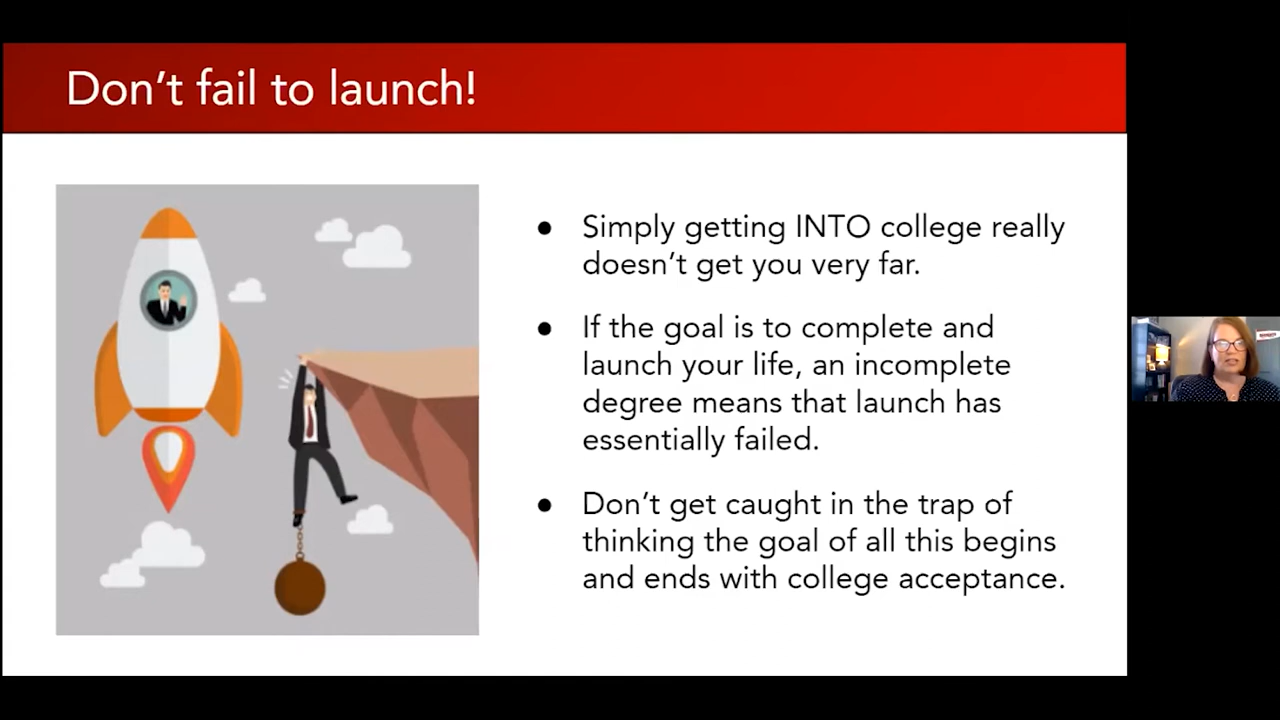 Don’t fail to launch!
● Simply getting INTO college really
doesn’t get you very far.
● If the goal is to complete and
launch your life, an incomplete
degree means that launch has
essentially failed.
● Don’t get caught in the trap of
thinking the goal of all this begins
and ends with college acceptance.